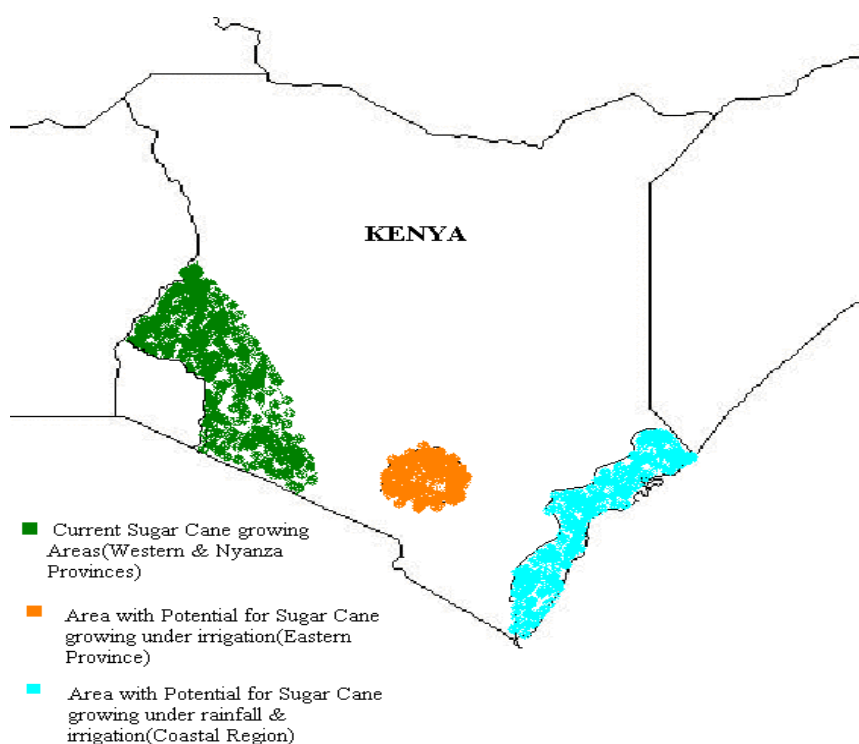 KENYA
Current Sugar Cane growing
Areas(Western & Nyanza
Provinces)
Area with Potential for Sugar Cane
growing under irrigation(Eastern
Province)
Area with Potential for Sugar Cane
growing under rainfall &
irrigation(Coastal Region)